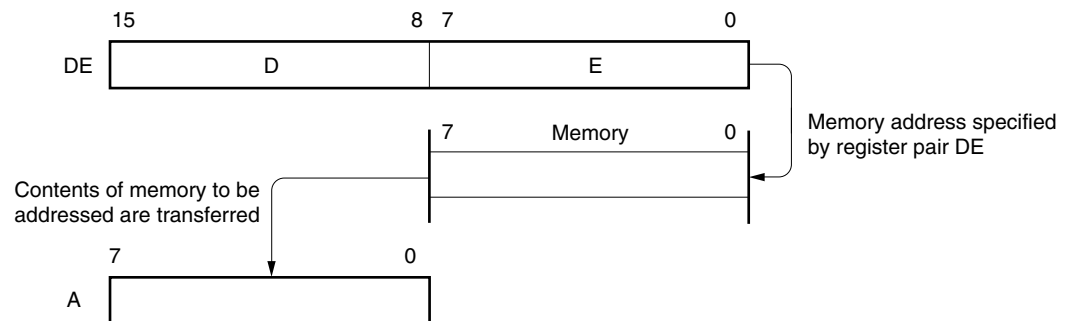 15 8 7 0
DE D E
7 Memory 0
Memory address specified
by register pair DE
Contents of memory to be
addressed are transferred
7 0
A